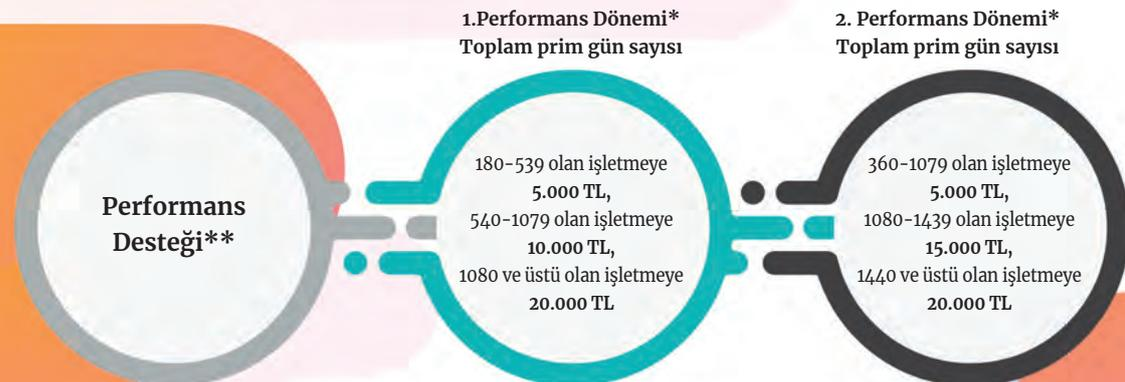 1.Performans Dönemi*
Toplam prim gün sayısı
2. Performans Dönemi*
Toplam prim gün sayısı
Performans
Desteği**
180-539 olan işletmeye
5.000 TL,
540-1079 olan işletmeye
10.000 TL,
1080 ve üstü olan işletmeye
20.000 TL
360-1079 olan işletmeye
5.000 TL,
1080-1439 olan işletmeye
15.000 TL,
1440 ve üstü olan işletmeye
20.000 TL